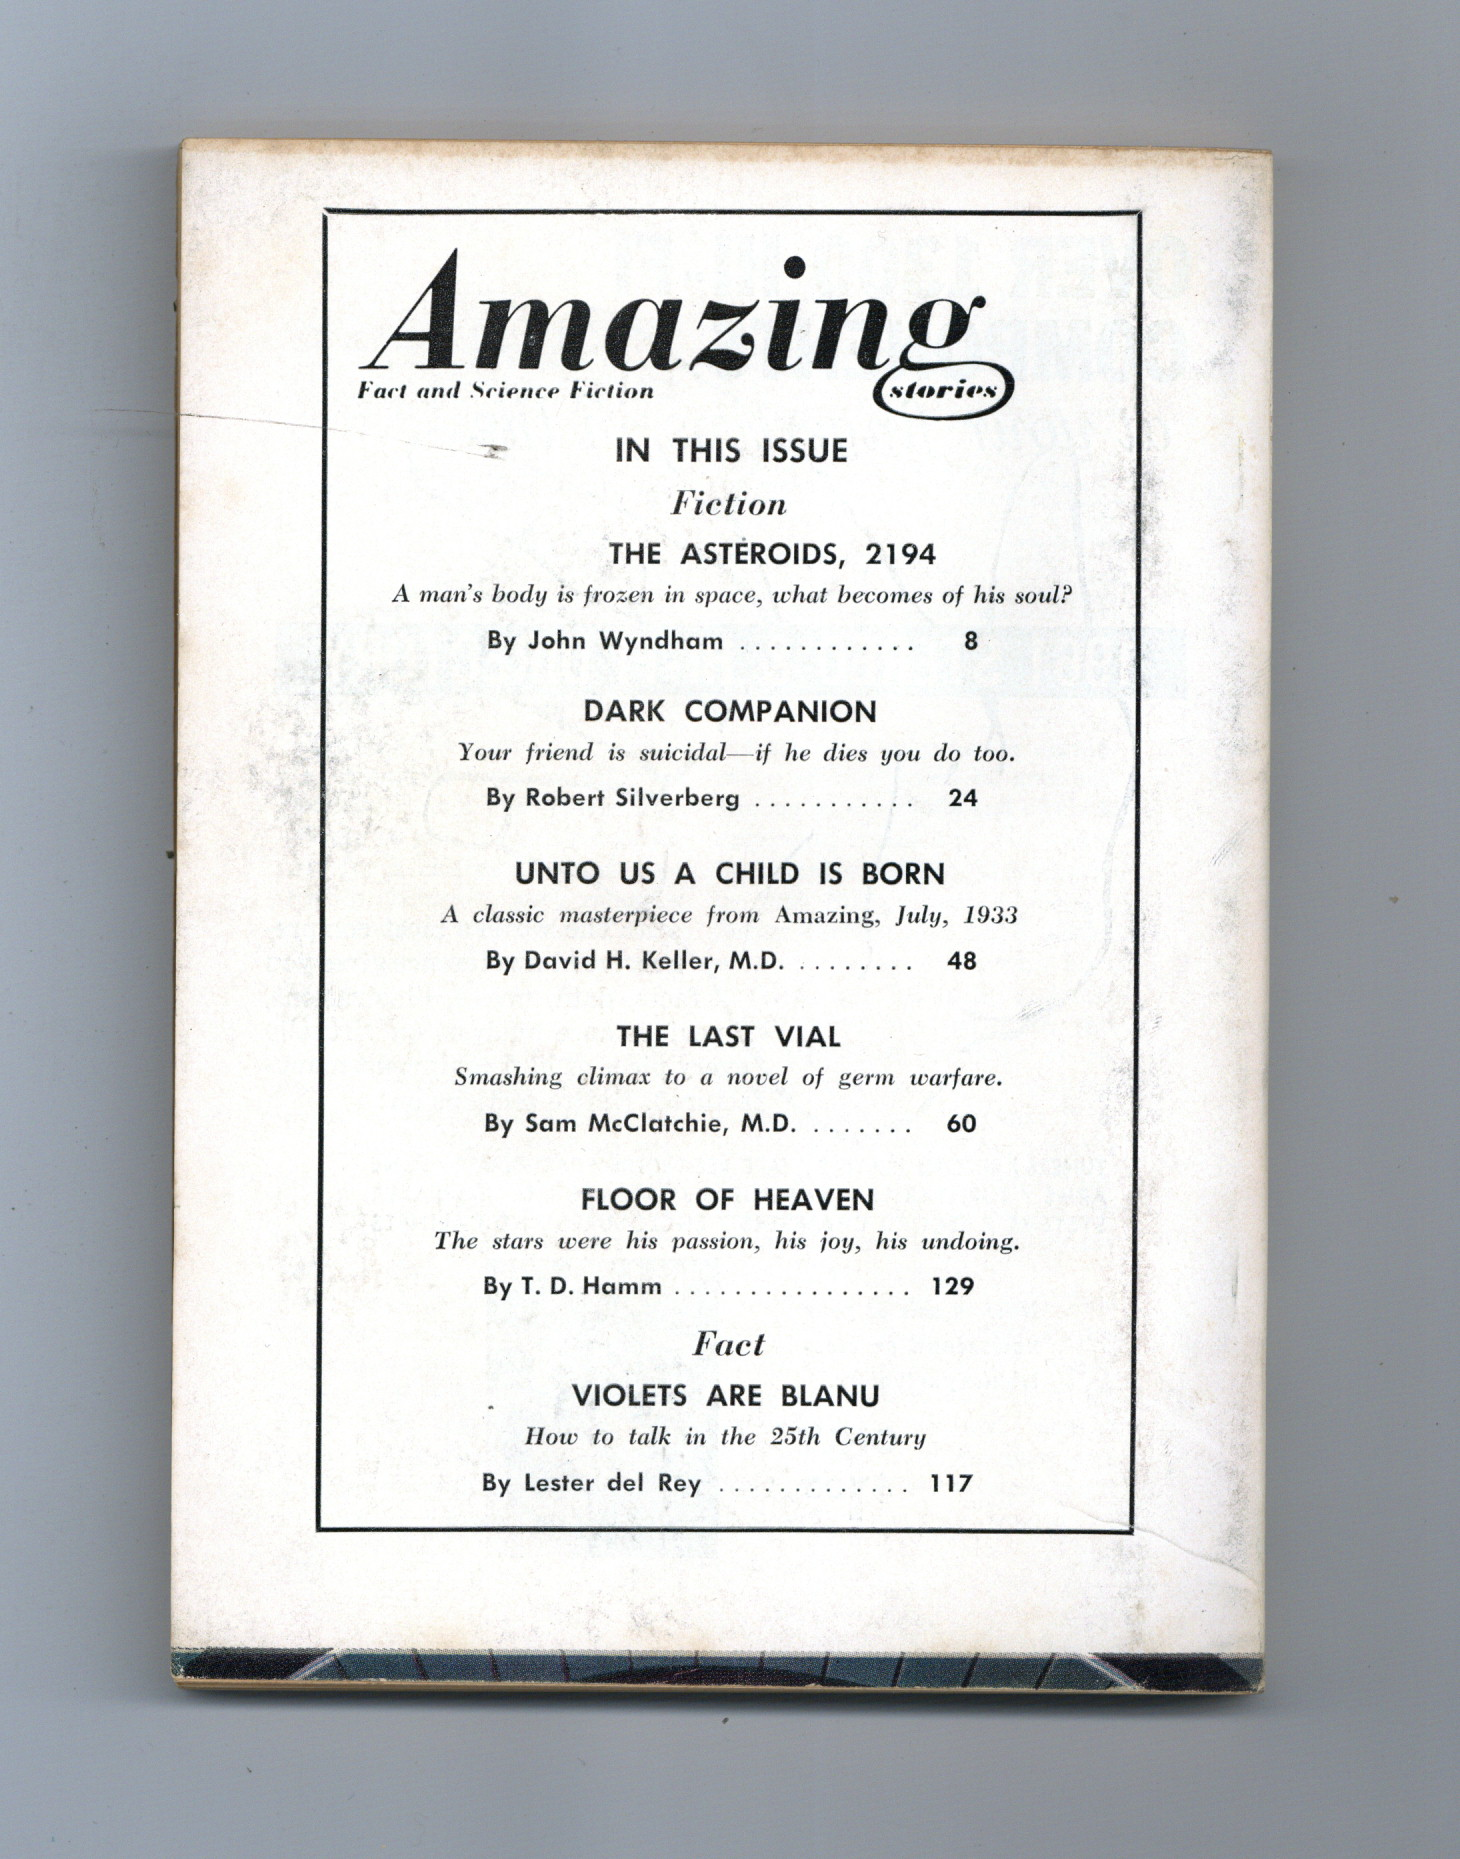 Amazing
stories
Fact and Science Fiction
IN THIS ISSUE
Fiction
THE ASTEROIDS, 2194
A man's body is frozen in space, what becomes of his soul?
By John Wyndham . . . . . . . . . . . . 8
DARK COMPANION
Your friend is suicidal—if he dies you do too.
By Robert Silverberg . . . . . . . . . . . 24
UNTO US A CHILD IS BORN
A classic masterpiece from Amazing, July, 1933
By David H. Keller, M.D. . . . . . . . . 48
THE LAST VIAL
Smashing climax to a novel of germ warfare.
By Sam McClatchie, M.D. . . . . . . . 60
FLOOR OF HEAVEN
The stars were his passion, his joy, his undoing.
By T. D. Hamm . . . . . . . . . . . . . . . . 129
Fact
VIOLETS ARE BLANU
How to talk in the 25th Century
By Lester del Rey . . . . . . . . . . . . . 117